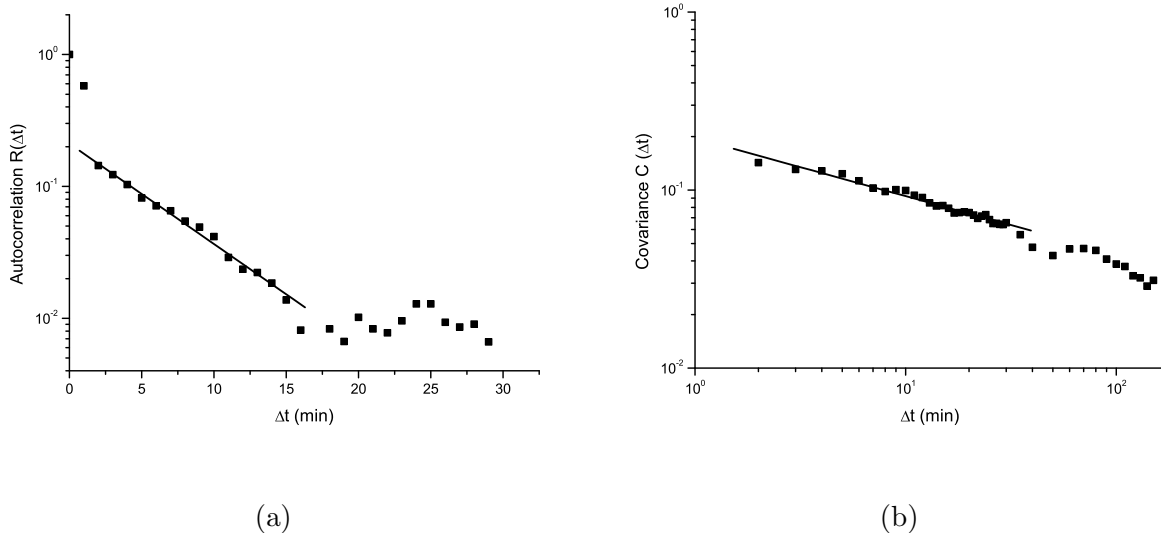 10⁰
10⁻¹
10⁻²
Autocorrelation R(Δt)
0 5 10 15 20 25 30
Δt (min)
(a)
10⁰
10⁻¹
10⁻²
Covariance C (Δt)
10⁰ 10¹ 10²
Δt (min)
(b)